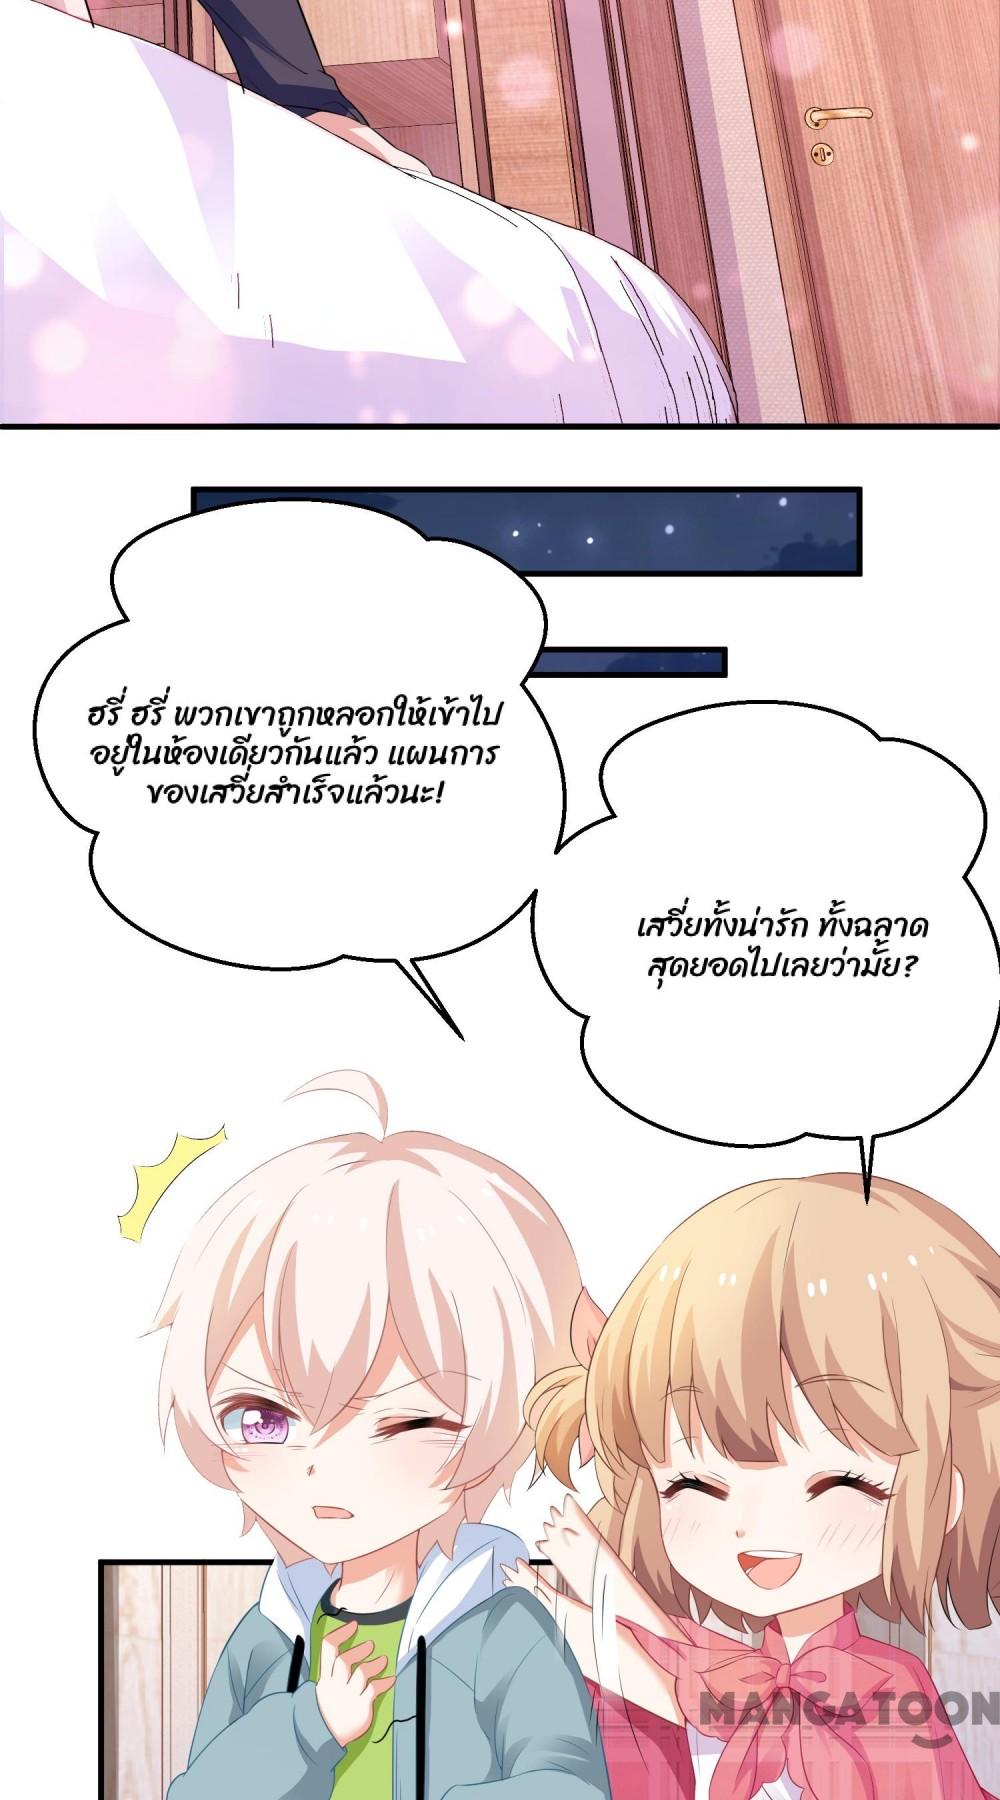 ฮรี่ ฮรี่ พวกเขาถูกหลอกให้เข้าไป
อยู่ในห้องเดียวกันแล้ว แผนการ
ของเสวี่ยสำเร็จแล้วนะ!
เสวี่ยทั้งน่ารัก ทั้งฉลาด
สุดยอดไปเลยว่ามั้ย?
MANGATOON